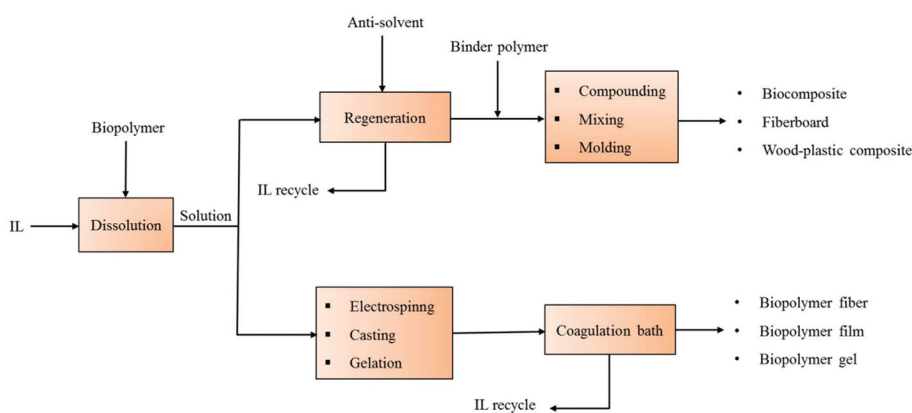 Anti-solvent
Binder polymer
Regeneration
▪ Compounding
▪ Mixing
▪ Molding
• Biocomposite
• Fiberboard
• Wood-plastic composite
Biopolymer
IL recycle
IL
Dissolution
Solution
▪ Electrospinng
▪ Casting
▪ Gelation
Coagulation bath
• Biopolymer fiber
• Biopolymer film
• Biopolymer gel
IL recycle